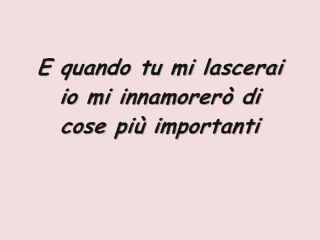 E quando tu mi lascerai
io mi innamorerò di
cose più importanti